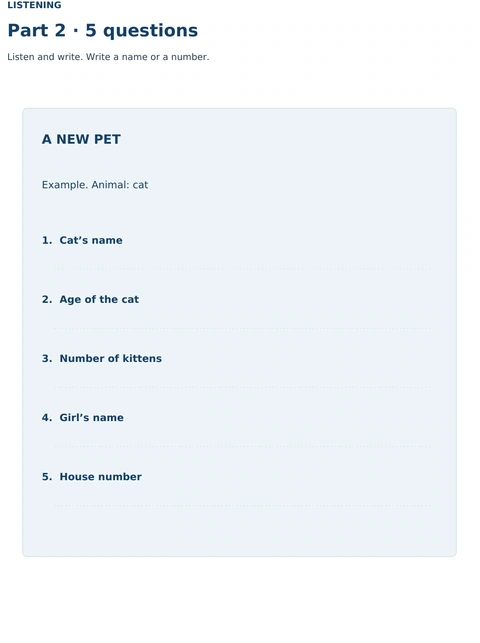 LISTENING
Part 2 · 5 questions
Listen and write. Write a name or a number.
A NEW PET
Example. Animal: cat
1. Cat’s name
2. Age of the cat
3. Number of kittens
4. Girl’s name
5. House number